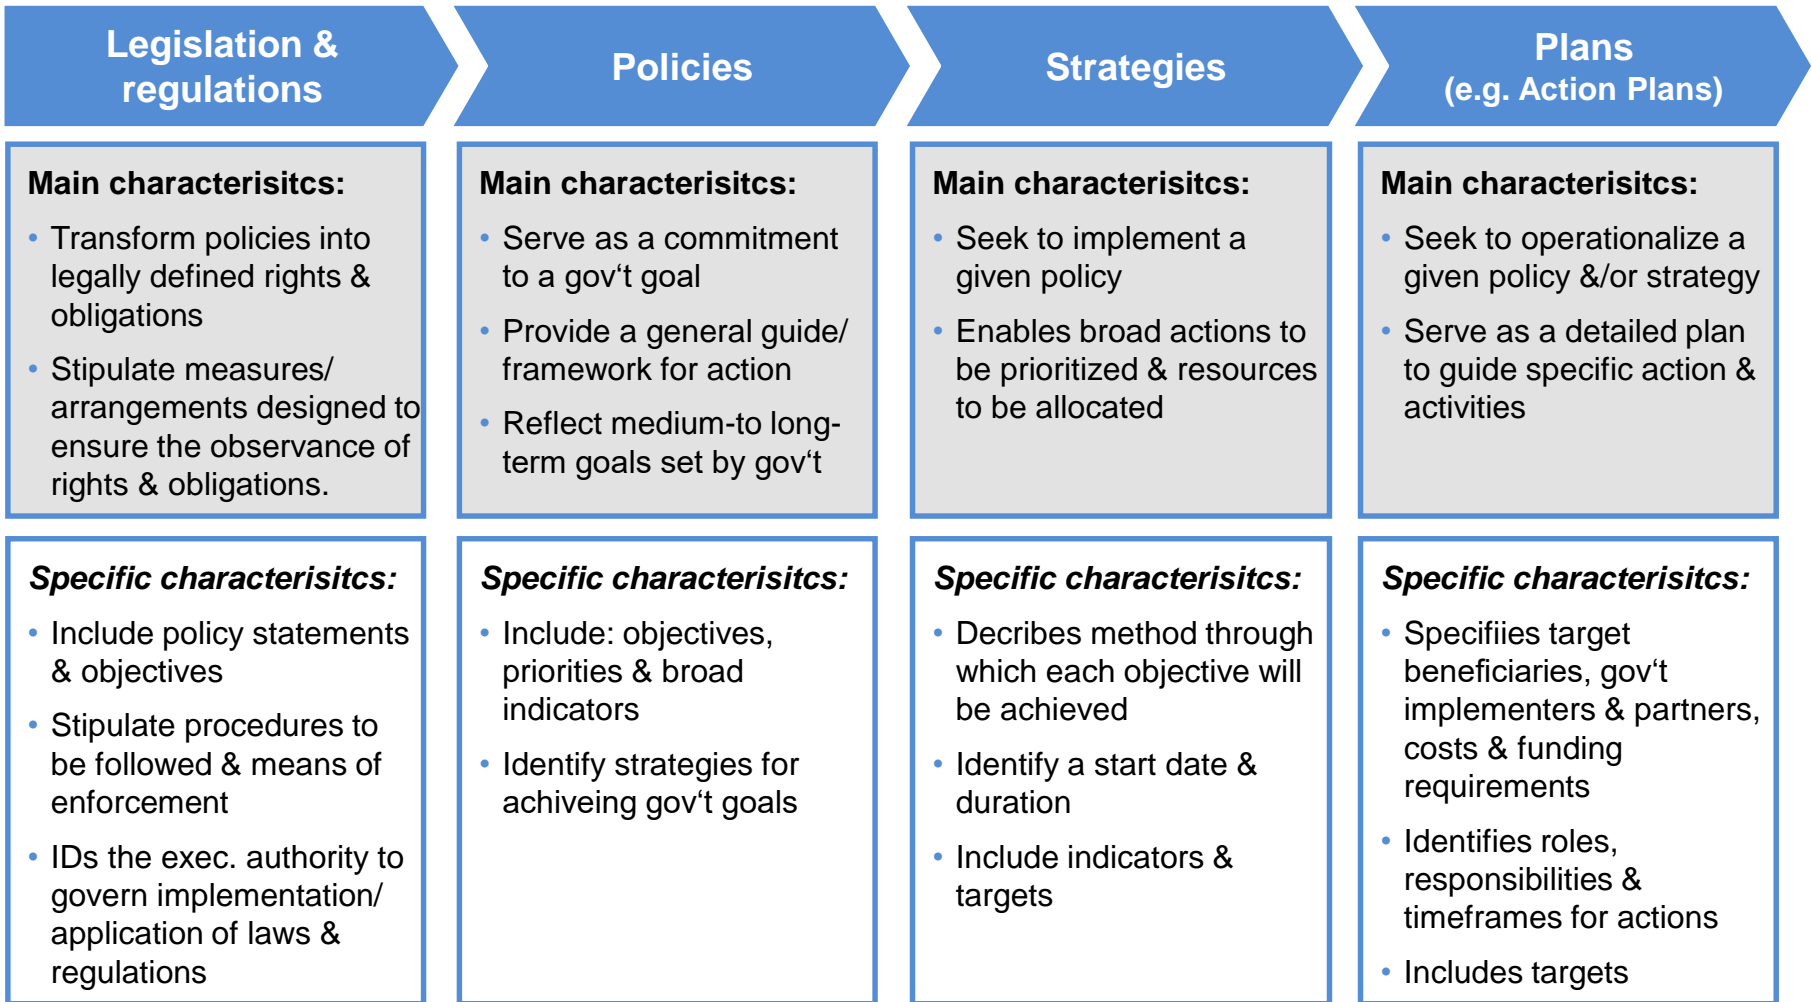 Legislation &
regulations
Policies
Strategies
Plans
(e.g. Action Plans)
Main characterisitcs:
• Transform policies into
legally defined rights &
obligations
• Stipulate measures/
arrangements designed to
ensure the observance of
rights & obligations.
Main characterisitcs:
• Serve as a commitment
to a gov‘t goal
• Provide a general guide/
framework for action
• Reflect medium-to long-
term goals set by gov‘t
Main characterisitcs:
• Seek to implement a
given policy
• Enables broad actions to
be prioritized & resources
to be allocated
Main characterisitcs:
• Seek to operationalize a
given policy &/or strategy
• Serve as a detailed plan
to guide specific action &
activities
Specific characterisitcs:
• Include policy statements
& objectives
• Stipulate procedures to
be followed & means of
enforcement
• IDs the exec. authority to
govern implementation/
application of laws &
regulations
Specific characterisitcs:
• Include: objectives,
priorities & broad
indicators
• Identify strategies for
achiveing gov‘t goals
Specific characterisitcs:
• Decribes method through
which each objective will
be achieved
• Identify a start date &
duration
• Include indicators &
targets
Specific characterisitcs:
• Specifiies target
beneficiaries, gov‘t
implementers & partners,
costs & funding
requirements
• Identifies roles,
responsibilities &
timeframes for actions
• Includes targets